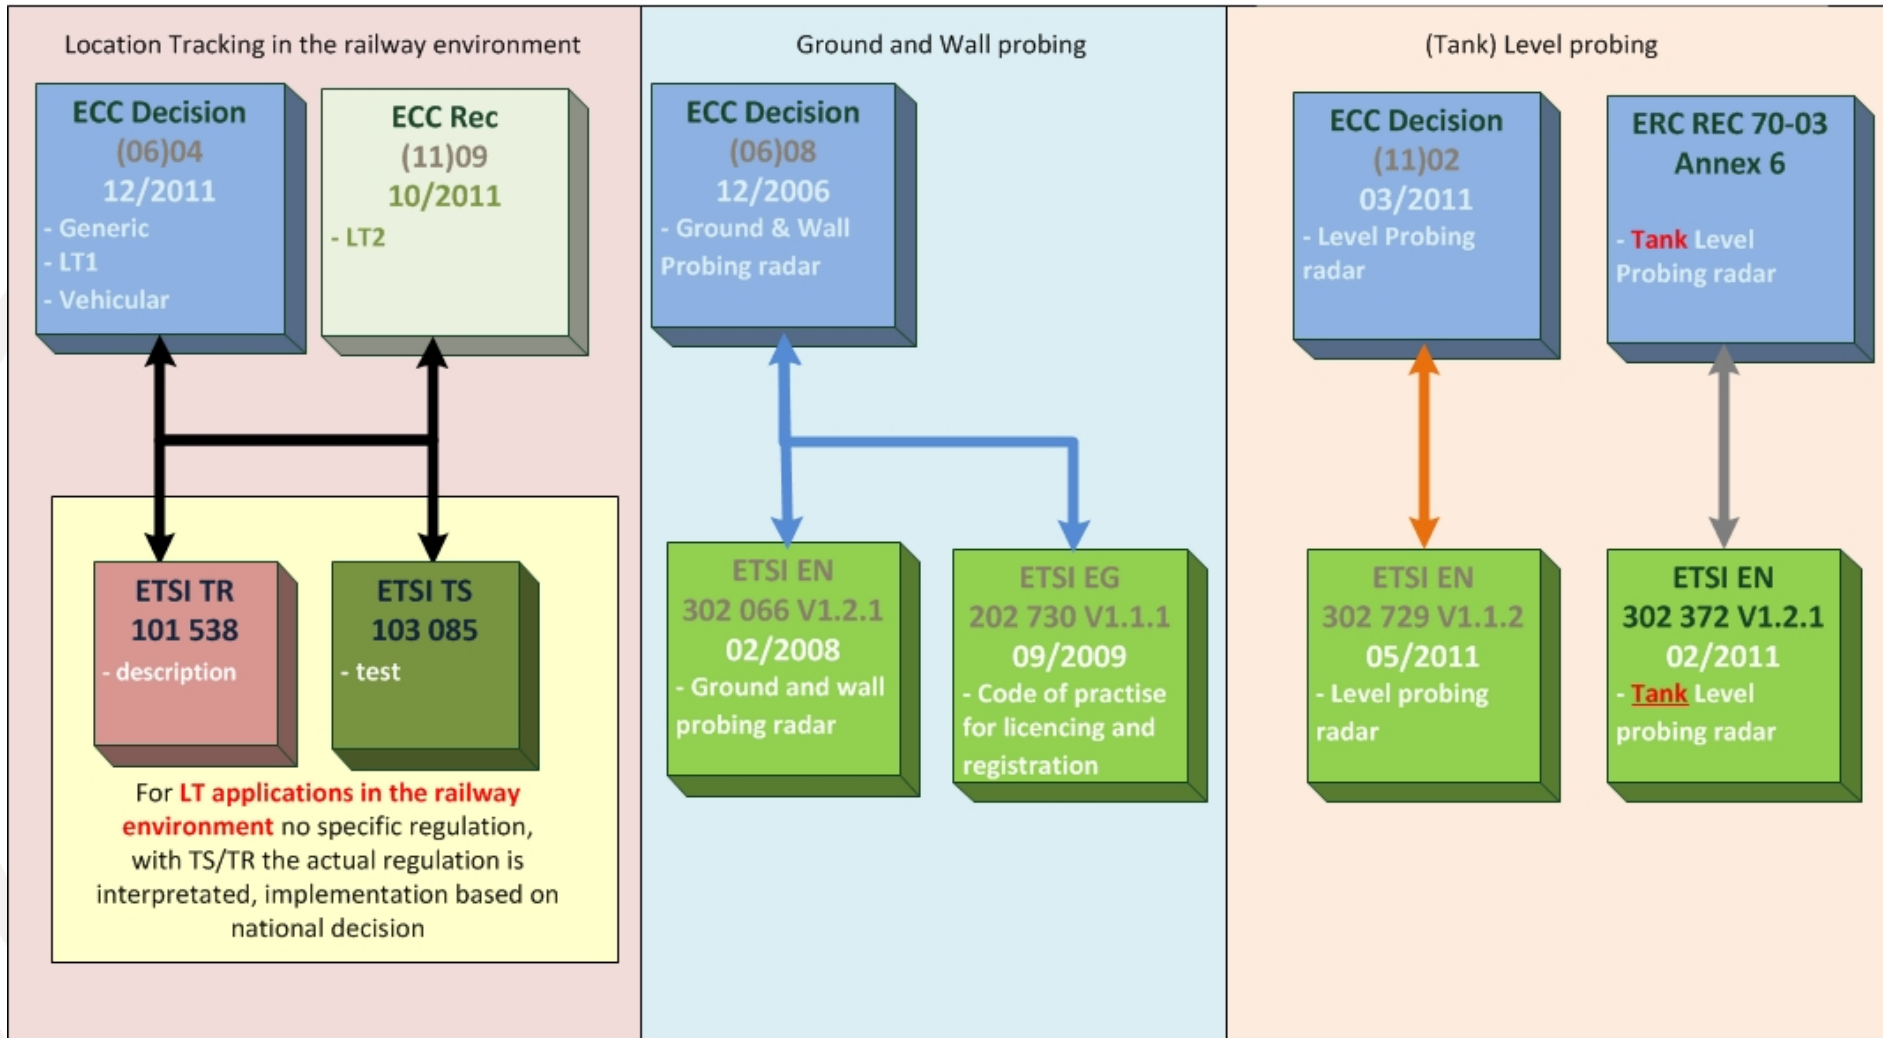 Location Tracking in the railway environment
ECC Decision
(06)04
12/2011
- Generic
- LT1
- Vehicular
ECC Rec
(11)09
10/2011
- LT2
ETSI TR
101 538
- description
ETSI TS
103 085
- test
For LT applications in the railway
environment no specific regulation,
with TS/TR the actual regulation is
interpretated, implementation based on
national decision
Ground and Wall probing
ECC Decision
(06)08
12/2006
- Ground & Wall
Probing radar
ETSI EN
302 066 V1.2.1
02/2008
- Ground and wall
probing radar
ETSI EG
202 730 V1.1.1
09/2009
- Code of practise
for licencing and
registration
(Tank) Level probing
ECC Decision
(11)02
03/2011
- Level Probing
radar
ERC REC 70-03
Annex 6
- Tank Level
Probing radar
ETSI EN
302 729 V1.1.2
05/2011
- Level probing
radar
ETSI EN
302 372 V1.2.1
02/2011
- Tank Level
probing radar